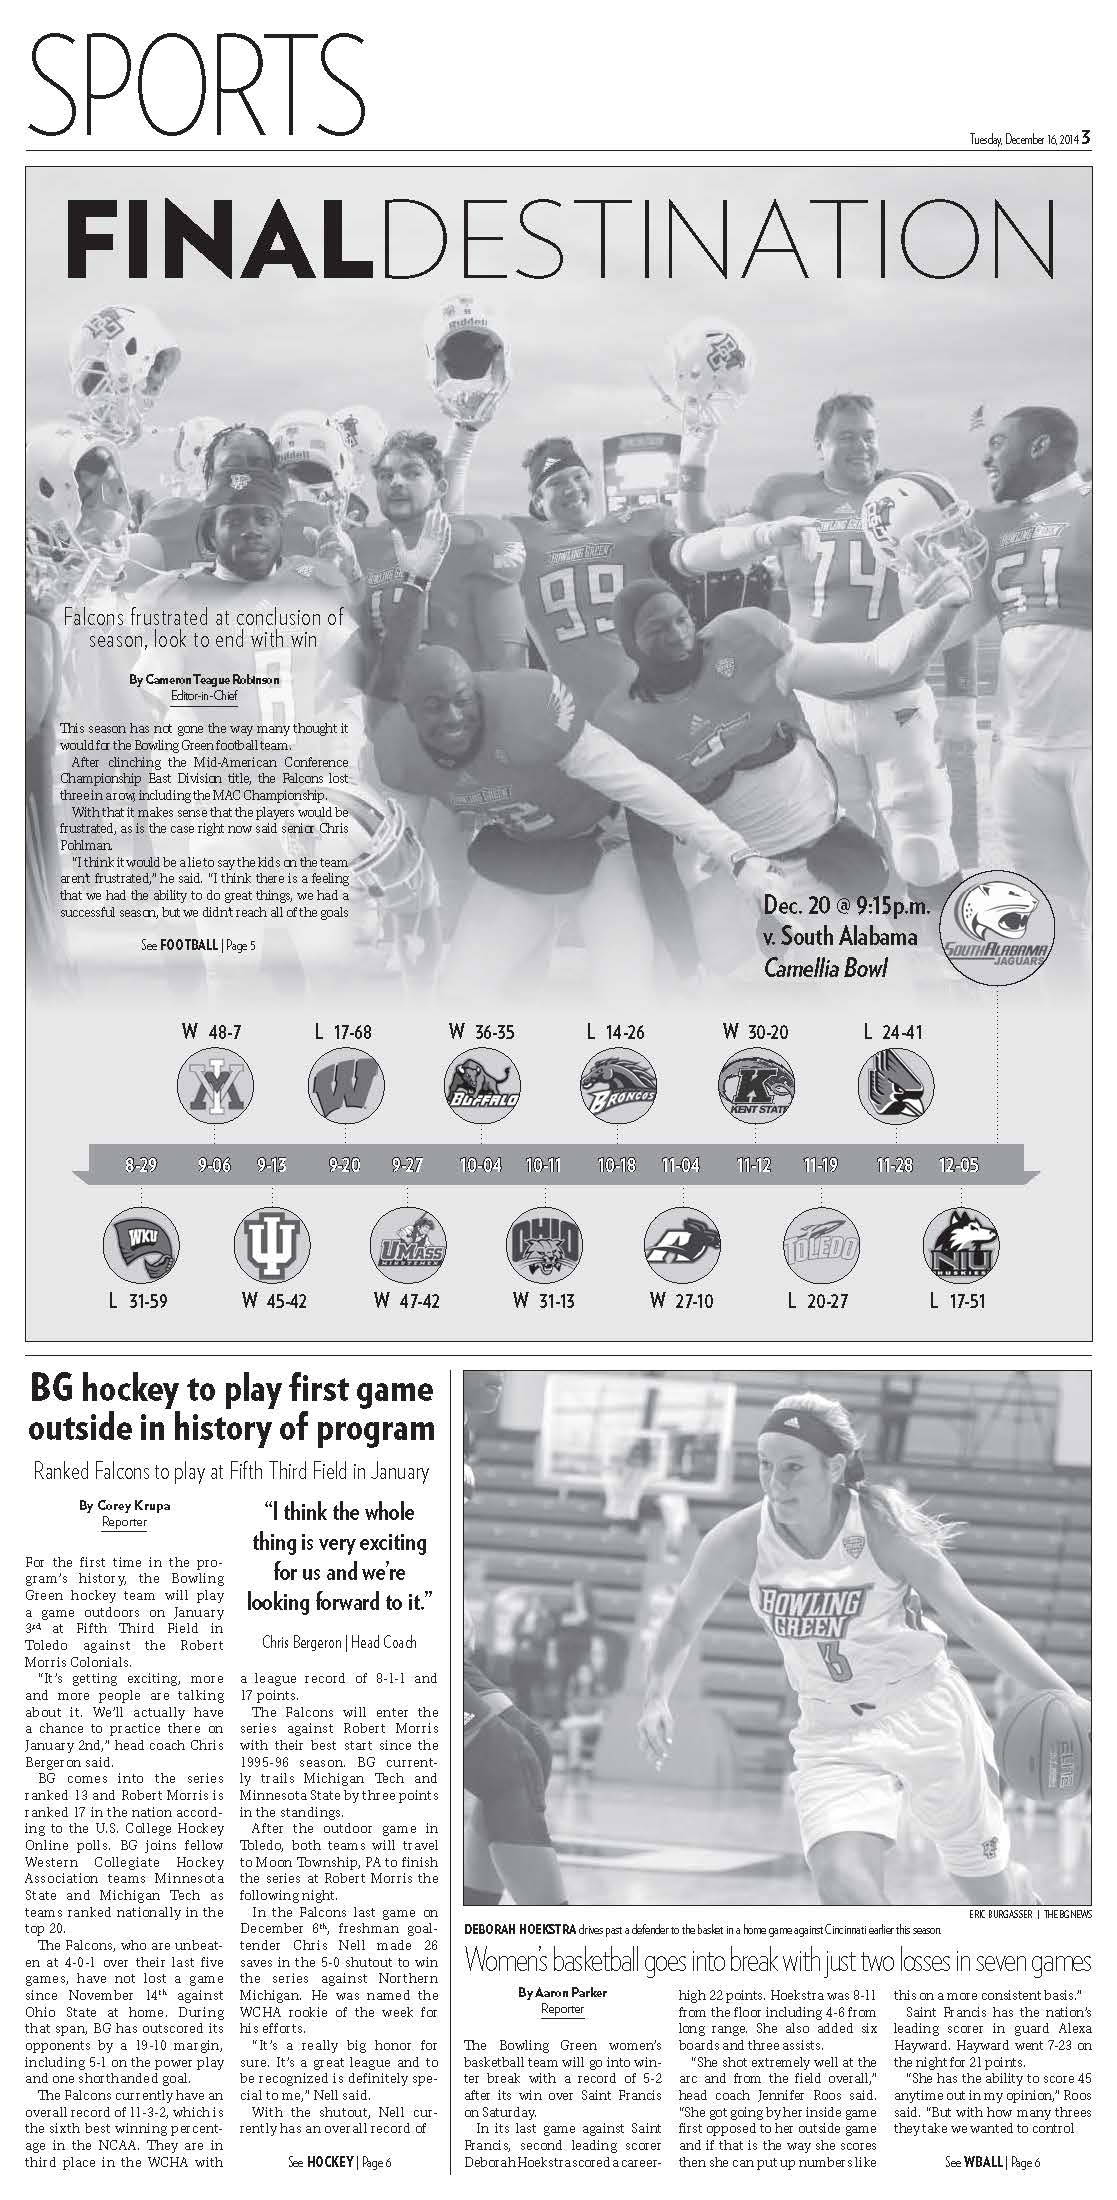 SPORTS
Tuesday, December 16, 2014 3
FINALDESTINATION
Falcons frustrated at conclusion of
season, look to end with win
By Cameron Teague Robinson
Editor-in-Chief
This season has not gone the way many thought it
would for the Bowling Green football team.
After clinching the Mid-American Conference
Championship East Division title, the Falcons lost
three in a row, including the MAC Championship.
With that it makes sense that the players would be
frustrated, as is the case right now said senior Chris
Pohlman.
"I think it would be a lie to say the kids on the team
aren't frustrated," he said. "I think there is a feeling
that we had the ability to do great things, we had a
successful season, but we didn't reach all of the goals
See FOOTBALL | Page 5
Riddell
BOWLING GREEN
99
BOWLING GREEN
74
BOWLING GREEN
51
8
Dec. 20 @ 9:15p.m.
v. South Alabama
Camellia Bowl
SOUTH ALABAMA
JAGUARS
W 48-7
L 17-68
W 36-35
L 14-26
W 30-20
L 24-41
BUFFALO
BRONCOS
KENT STATE
8-29 9-06 9-13 9-20 9-27 10-04 10-11 10-18 11-04 11-12 11-19 11-28 12-05
WKU
UMASS
MINUTEMEN
OHIO
TOLEDO
NIU
HUSKIES
L 31-59
W 45-42
W 47-42
W 31-13
W 27-10
L 20-27
L 17-51
BG hockey to play first game
outside in history of program
Ranked Falcons to play at Fifth Third Field in January
By Corey Krupa
Reporter
For the first time in the pro-
gram's history, the Bowling
Green hockey team will play
a game outdoors on January
3rd at Fifth Third Field in
Toledo against the Robert
Morris Colonials.
"It's getting exciting, more
and more people are talking
about it. We'll actually have
a chance to practice there on
January 2nd," head coach Chris
Bergeron said.
BG comes into the series
ranked 13 and Robert Morris is
ranked 17 in the nation accord-
ing to the U.S. College Hockey
Online polls. BG joins fellow
Western Collegiate Hockey
Association teams Minnesota
State and Michigan Tech as
teams ranked nationally in the
top 20.
The Falcons, who are unbeat-
en at 4-0-1 over their last five
games, have not lost a game
since November 14th against
Ohio State at home. During
that span, BG has outscored its
opponents by a 19-10 margin,
including 5-1 on the power play
and one shorthanded goal.
The Falcons currently have an
overall record of 11-3-2, which is
the sixth best winning percent-
age in the NCAA. They are in
third place in the WCHA with
"I think the whole
thing is very exciting
for us and we're
looking forward to it."
Chris Bergeron | Head Coach
a league record of 8-1-1 and
17 points.
The Falcons will enter the
series against Robert Morris
with their best start since the
1995-96 season. BG current-
ly trails Michigan Tech and
Minnesota State by three points
in the standings.
After the outdoor game in
Toledo, both teams will travel
to Moon Township, PA to finish
the series at Robert Morris the
following night.
In the Falcons last game on
December 6th, freshman goal-
tender Chris Nell made 26
saves in the 5-0 shutout to win
the series against Northern
Michigan. He was named the
WCHA rookie of the week for
his efforts.
"It's a really big honor for
sure. It's a great league and to
be recognized is definitely spe-
cial to me," Nell said.
With the shutout, Nell cur-
rently has an overall record of
See HOCKEY | Page 6
BOWLING
GREEN
ERIC BURGASSER | THE BG NEWS
DEBORAH HOEKSTRA drives past a defender to the basket in a home game against Cincinnati earlier this season.
Women's basketball goes into break with just two losses in seven games
By Aaron Parker
Reporter
The Bowling Green women's
basketball team will go into win-
ter break with a record of 5-2
after its win over Saint Francis
on Saturday.
In its last game against Saint
Francis, second leading scorer
Deborah Hoekstra scored a career-
high 22 points. Hoekstra was 8-11
from the floor including 4-6 from
long range. She also added six
boards and three assists.
"She shot extremely well at the
arc and from the field overall,"
head coach Jennifer Roos said.
"She got going by her inside game
first opposed to her outside game
and if that is the way she scores
then she can put up numbers like
this on a more consistent basis."
Saint Francis has the nation's
leading scorer in guard Alexa
Hayward. Hayward went 7-23 on
the night for 21 points.
"She has the ability to score 45
anytime out in my opinion," Roos
said. "But with how many threes
they take we wanted to control
See WBALL | Page 6